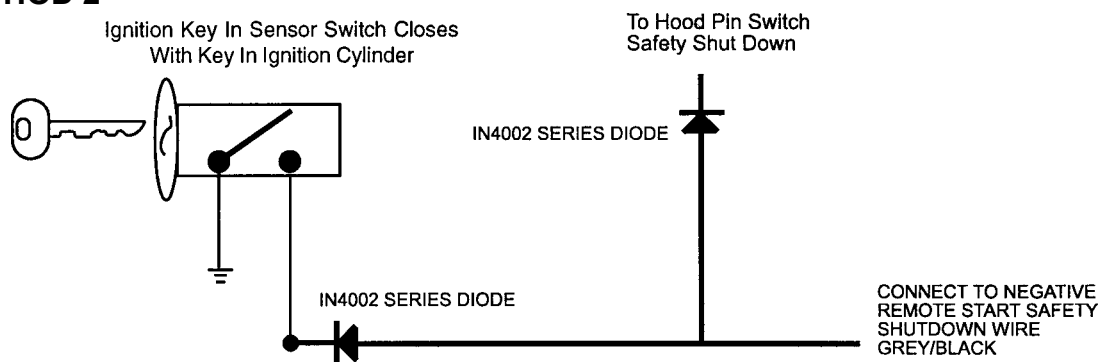 Ignition Key In Sensor Switch Closes
With Key In Ignition Cylinder
To Hood Pin Switch
Safety Shut Down
IN4002 SERIES DIODE
IN4002 SERIES DIODE
CONNECT TO NEGATIVE
REMOTE START SAFETY
SHUTDOWN WIRE
GREY/BLACK